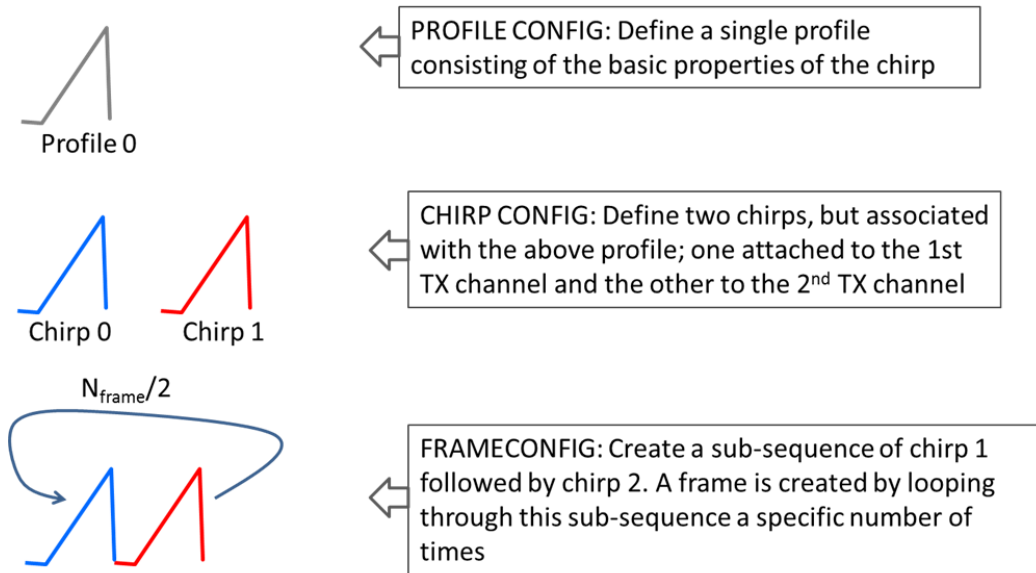 PROFILE CONFIG: Define a single profile
consisting of the basic properties of the chirp
Profile 0
CHIRP CONFIG: Define two chirps, but associated
with the above profile; one attached to the 1st
TX channel and the other to the 2nd TX channel
Chirp 0
Chirp 1
Nframe/2
FRAMECONFIG: Create a sub-sequence of chirp 1
followed by chirp 2. A frame is created by looping
through this sub-sequence a specific number of
times